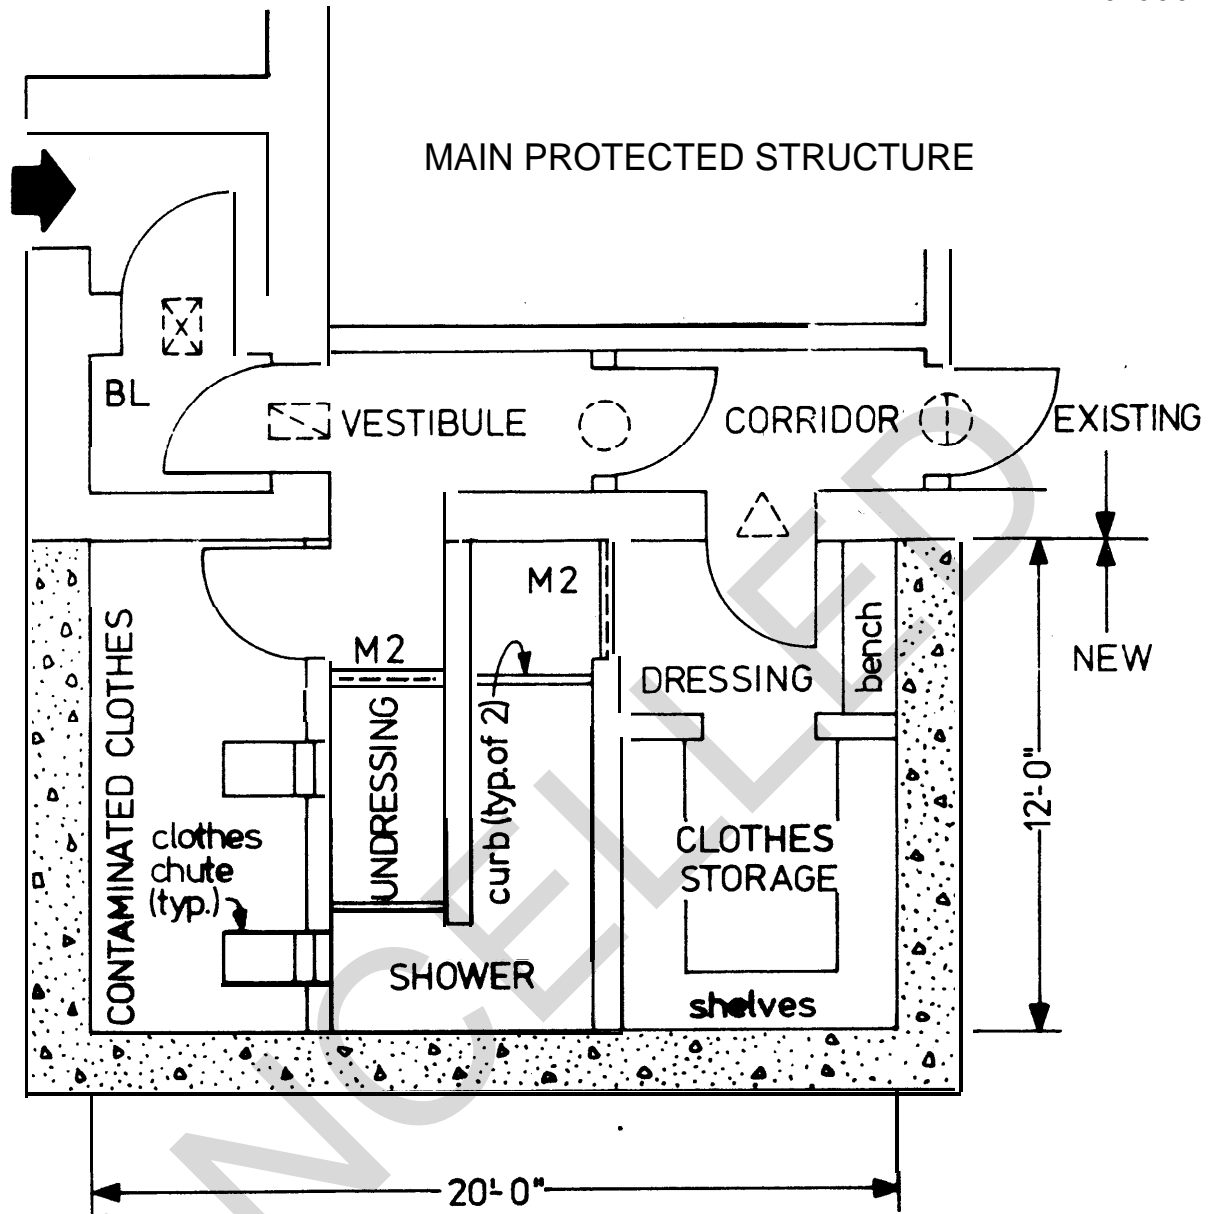 MAIN PROTECTED STRUCTURE
BL
VESTIBULE
CORRIDOR
EXISTING
M2
NEW
M2
DRESSING
bench
CONTAMINATED CLOTHES
UNDRESSING
curb (typ. of 2)
12'-0"
clothes
chute
(typ.)
CLOTHES
STORAGE
SHOWER
shelves
20'-0"